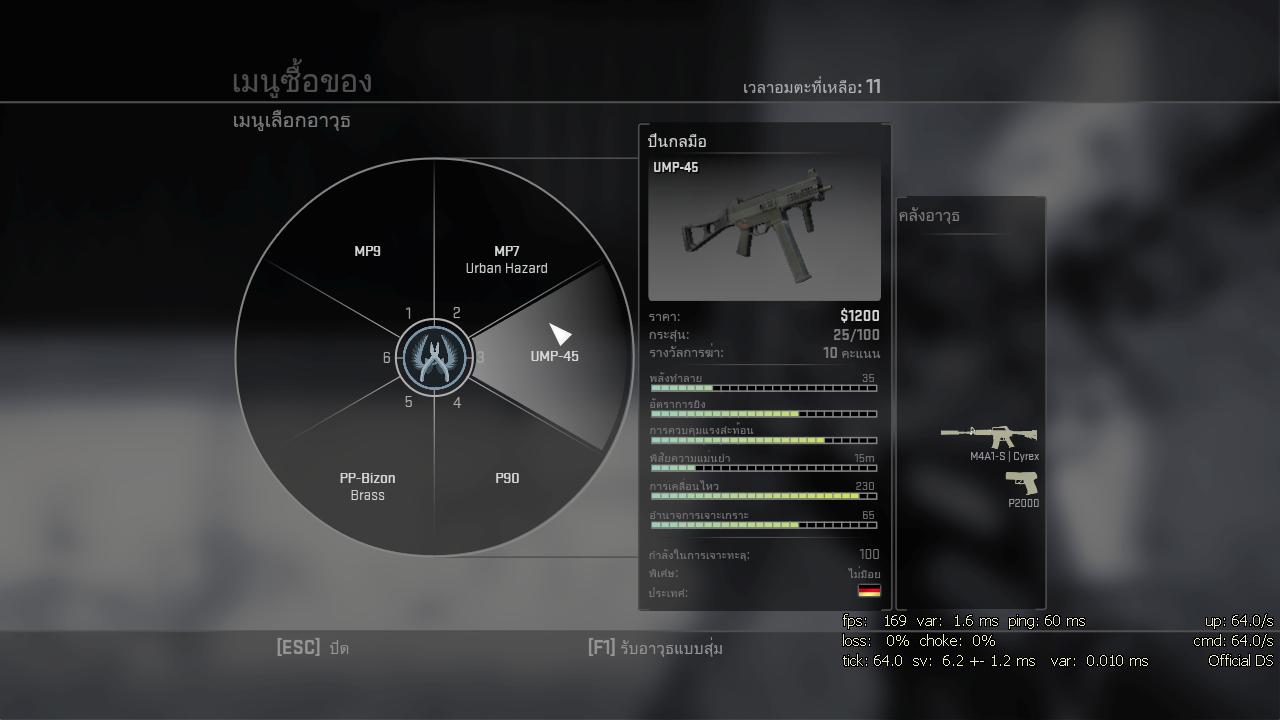 เมนูซื้อของ
เวลาอมตะที่เหลือ: 11
เมนูเลือกอาวุธ
MP9
MP7
Urban Hazard
1
2
3
4
5
6
UMP-45
PP-Bizon
Brass
P90
ปืนกลมือ
UMP-45
ราคา: $1200
กระสุน: 25/100
รางวัลการฆ่า: 10 คะแนน
พลังทำลาย 35
อัตราการยิง
การควบคุมแรงสะท้อน
พิสัยความแม่นยำ 15m
การเคลื่อนไหว 230
อำนาจการเจาะเกราะ 65
กำลังในการเจาะทะลุ: 100
พิเศษ: ไม่มีอย
ประเทศ:
คลังอาวุธ
M4A1-S | Cyrex
P2000
[ESC] ปิด
[F1] รับอาวุธแบบสุ่ม
fps: 169 var: 1.6 ms ping: 60 ms up: 64.0/s
loss: 0% choke: 0% cmd: 64.0/s
tick: 64.0 sv: 6.2 +- 1.2 ms var: 0.010 ms Official DS